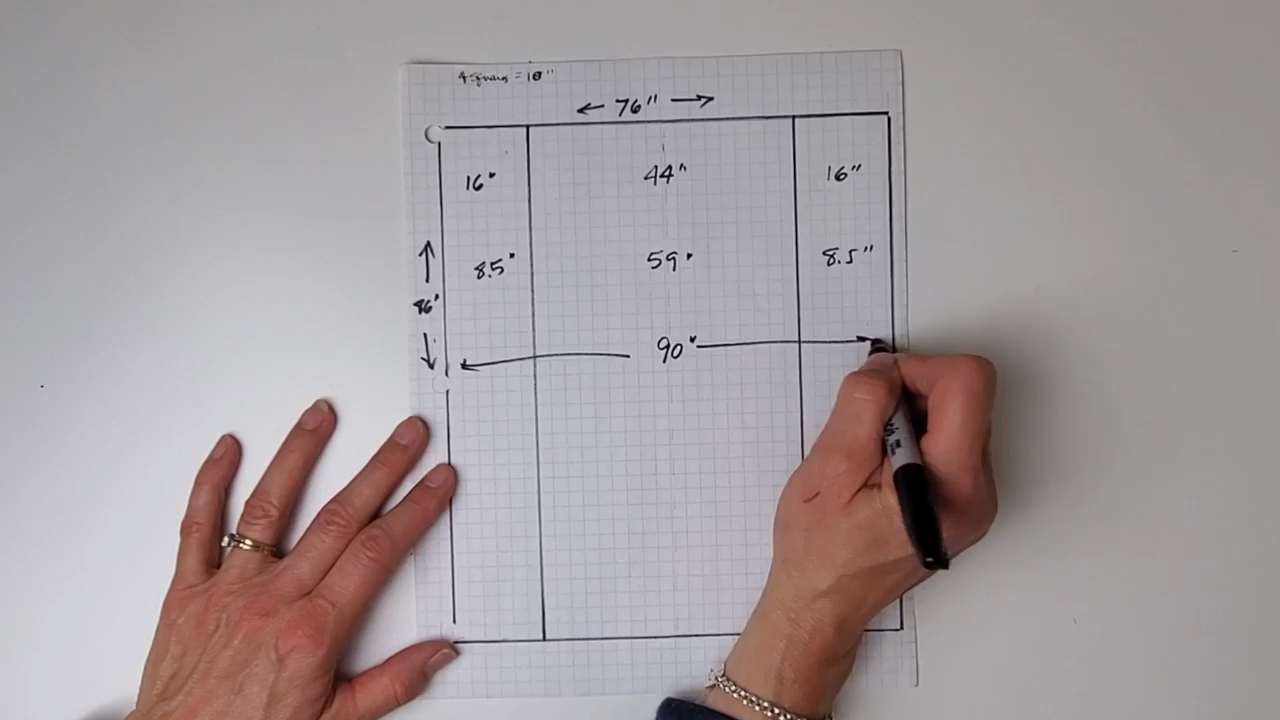 4 Squares = 10"
← 76" →
16" 44" 16"
8.5" 59" 8.5"
86"
90"